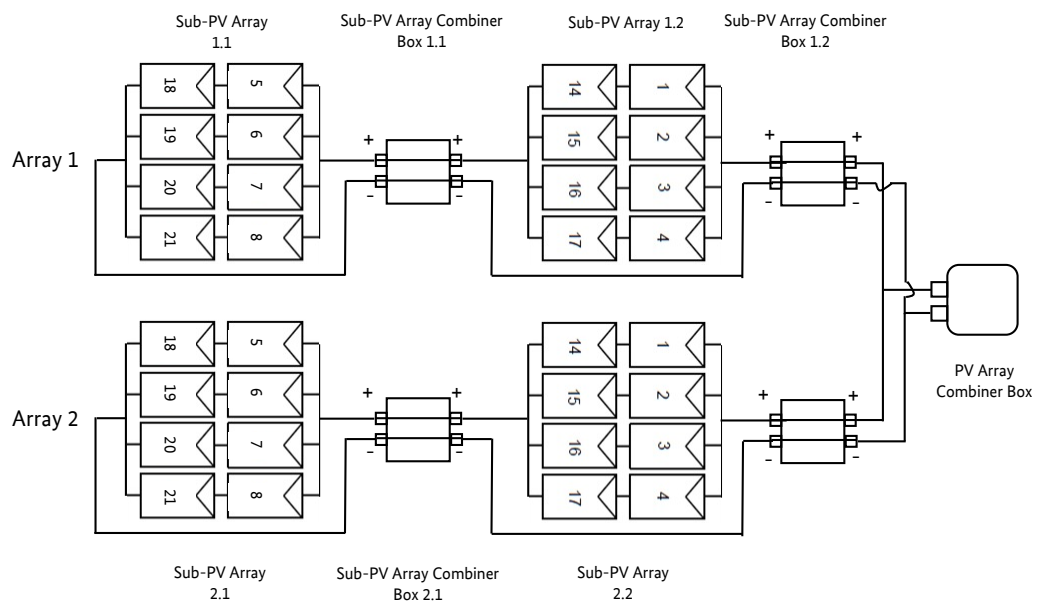 Sub-PV Array
1.1
Sub-PV Array Combiner
Box 1.1
Sub-PV Array 1.2
Sub-PV Array Combiner
Box 1.2
Array 1
18 5
19 6
20 7
21 8
+ +
- -
14 1
15 2
16 3
17 4
+ +
- -
PV Array
Combiner Box
Array 2
18 5
19 6
20 7
21 8
+ +
- -
14 1
15 2
16 3
17 4
+ +
- -
Sub-PV Array
2.1
Sub-PV Array Combiner
Box 2.1
Sub-PV Array
2.2